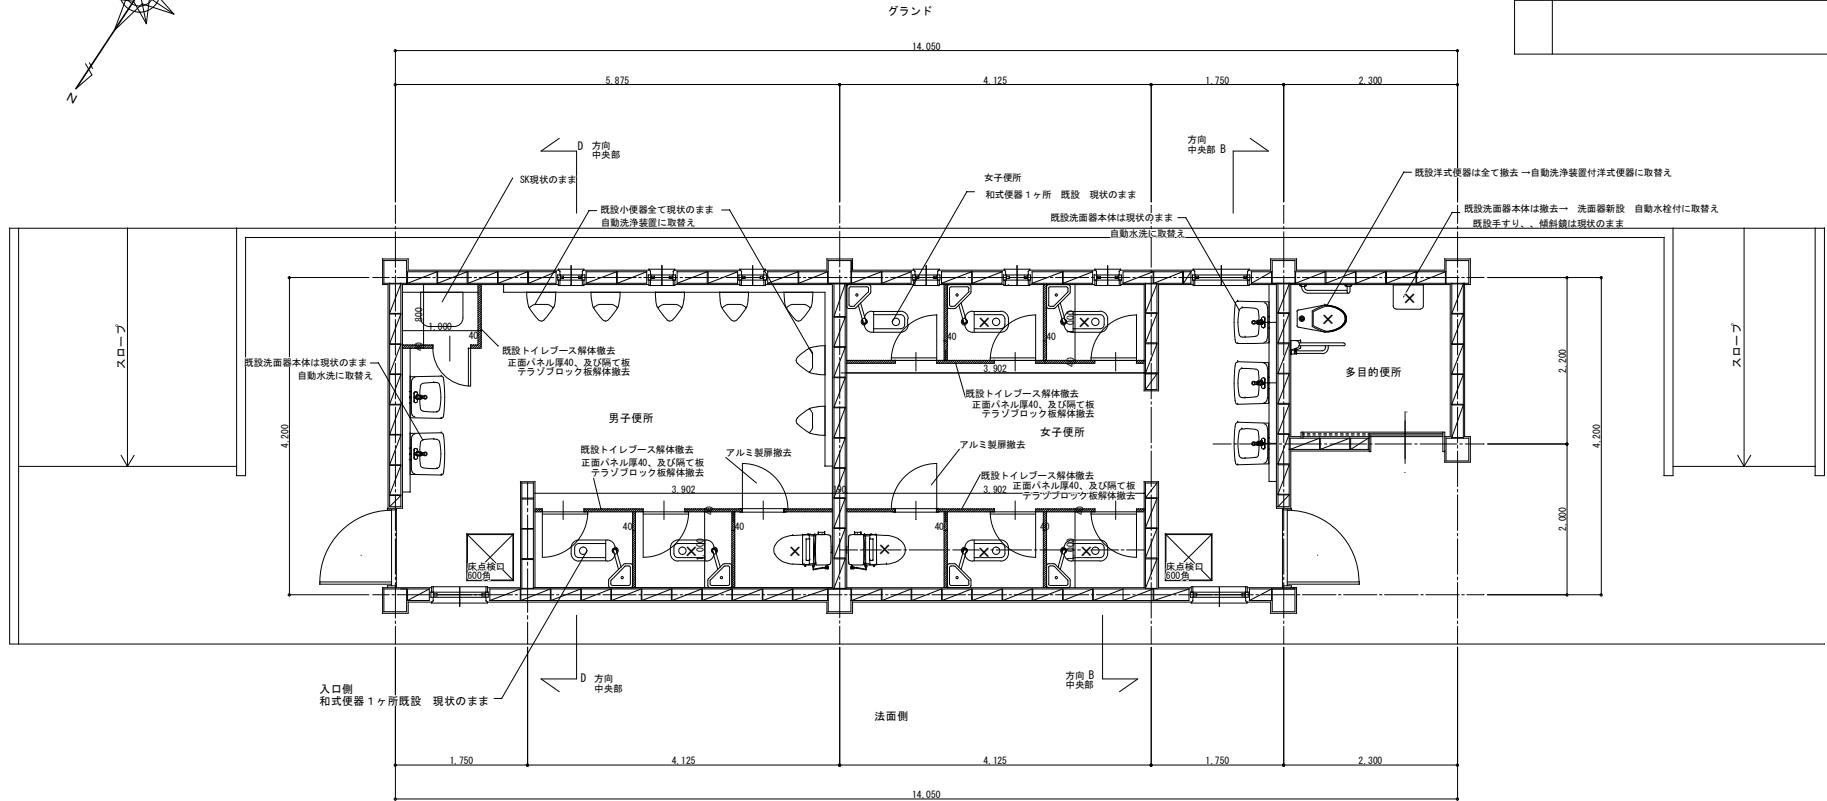 グランド
N
14.050
5.875
4.125
1.750
2.300
D 方向
中央部
方向
中央部 B
SK現状のまま
女子便所
和式便器1ヶ所 既設 現状のまま
既設洋式便器は全て撤去→自動洗浄装置付洋式便器に取替え
既設小便器全て現状のまま
自動洗浄装置に取替え
既設洗面器本体は現状のまま
自動水洗に取替え
既設洗面器本体は撤去→ 洗面器新設 自動水栓付に取替え
既設手すり、、傾斜鏡は現状のまま
スロープ
スロープ
800
1.000
40
40
既設トイレブース解体撤去
正面パネル厚40、及び隔て板
テラゾブロック板解体撤去
既設洗面器本体は現状のまま
自動水洗に取替え
40
40
3.902
既設トイレブース解体撤去
正面パネル厚40、及び隔て板
テラゾブロック板解体撤去
多目的便所
2.200
4.200
4.200
男子便所
女子便所
既設トイレブース解体撤去
正面パネル厚40、及び隔て板
テラゾブロック板解体撤去
アルミ製扉撤去
アルミ製扉撤去
既設トイレブース解体撤去
正面パネル厚40、及び隔て板
テラゾブロック板解体撤去
3.902
3.902
2.000
40
40
40
40
床点検口
600角
床点検口
600角
D 方向
中央部
方向 B
中央部
入口側
和式便器1ヶ所既設 現状のまま
法面側
1.750
4.125
4.125
1.750
2.300
14.050